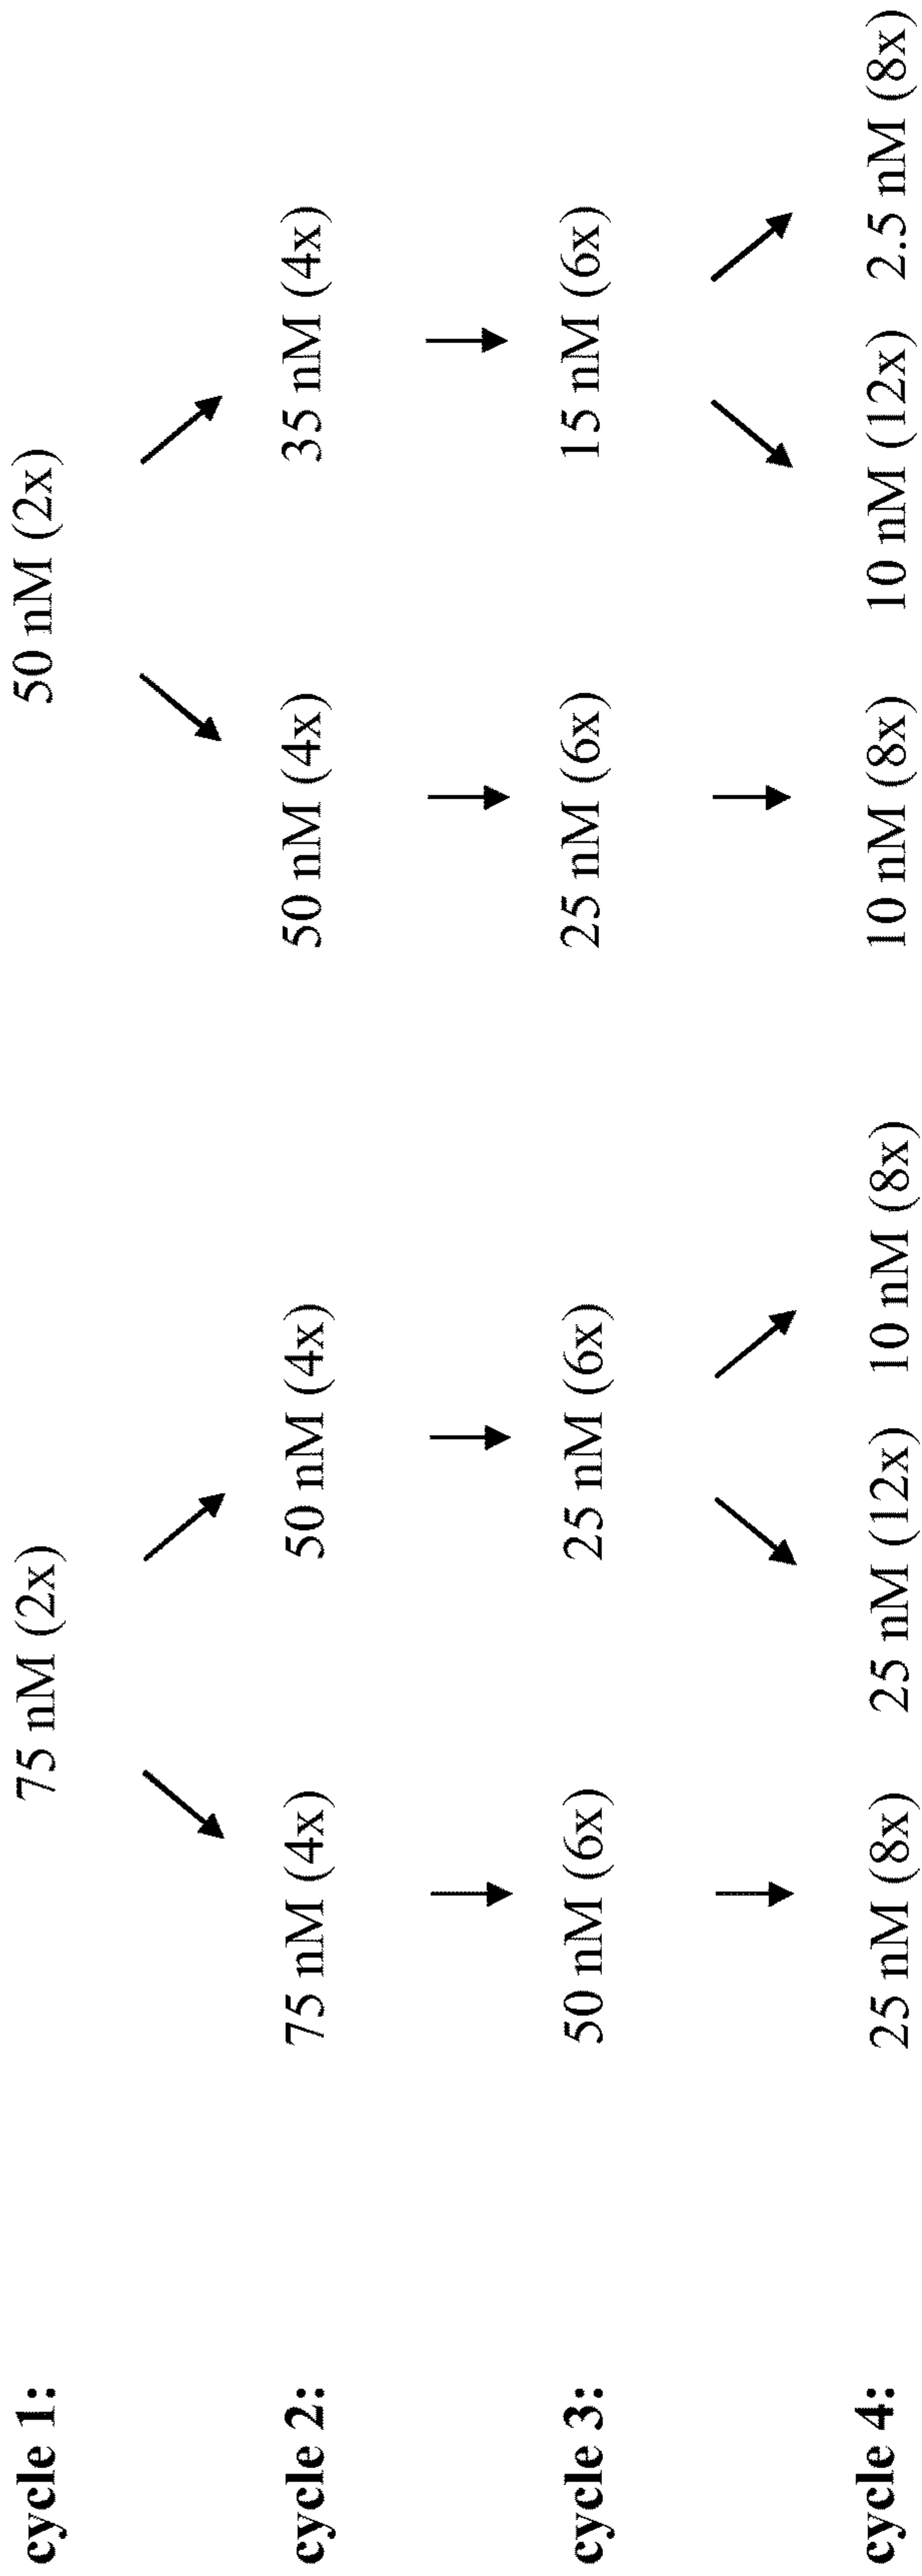 cycle 1:: 75 nM (2x) 50 nM (2x)
cycle 2:: 75 nM (4x) 50 nM (4x) 50 nM (4x) 35 nM (4x)
cycle 3:: 50 nM (6x) 25 nM (6x) 25 nM (6x) 15 nM (6x)
cycle 4:: 25 nM (8x) 25 nM (12x) 10 nM (8x) 10 nM (8x) 10 nM (12x) 2.5 nM (8x)